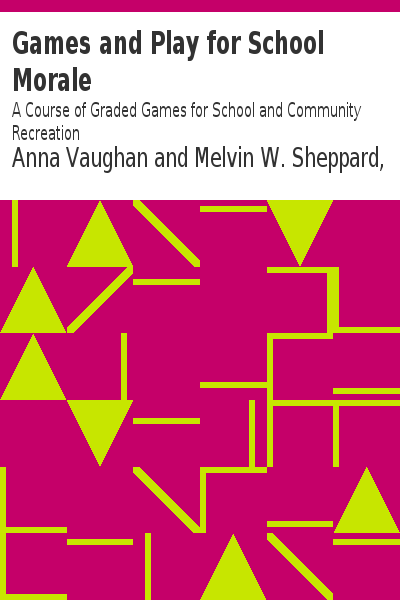 Games and Play for School
Morale
A Course of Graded Games for School and Community
Recreation
Anna Vaughan and Melvin W. Sheppard,